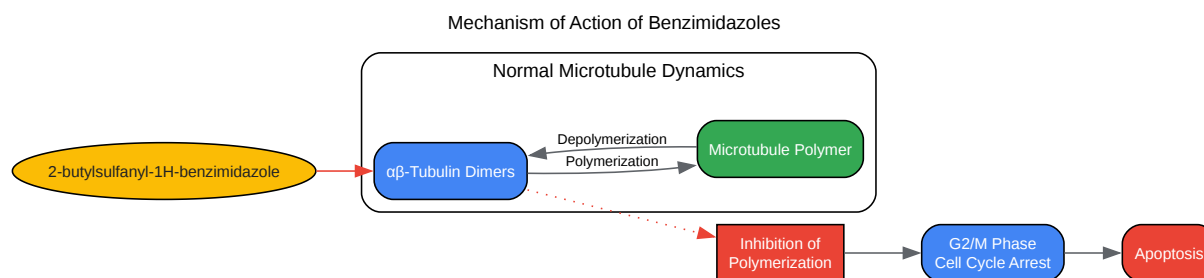 Mechanism of Action of Benzimidazoles
Normal Microtubule Dynamics
2-butylsulfanyl-1H-benzimidazole
αβ-Tubulin Dimers
Depolymerization
Polymerization
Microtubule Polymer
Inhibition of
Polymerization
G2/M Phase
Cell Cycle Arrest
Apoptosis